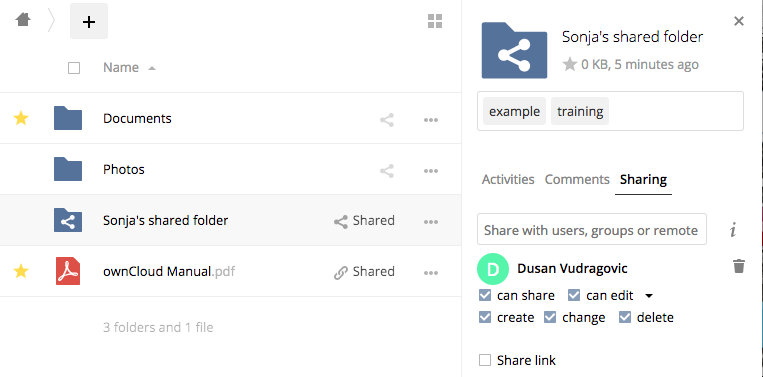 +
Name
Documents
Photos
Sonja's shared folder Shared
ownCloud Manual.pdf Shared
3 folders and 1 file
Sonja's shared folder
0 KB, 5 minutes ago
example training
Activities Comments Sharing
Share with users, groups or remote
i
D Dusan Vudragovic
can share can edit
create change delete
Share link